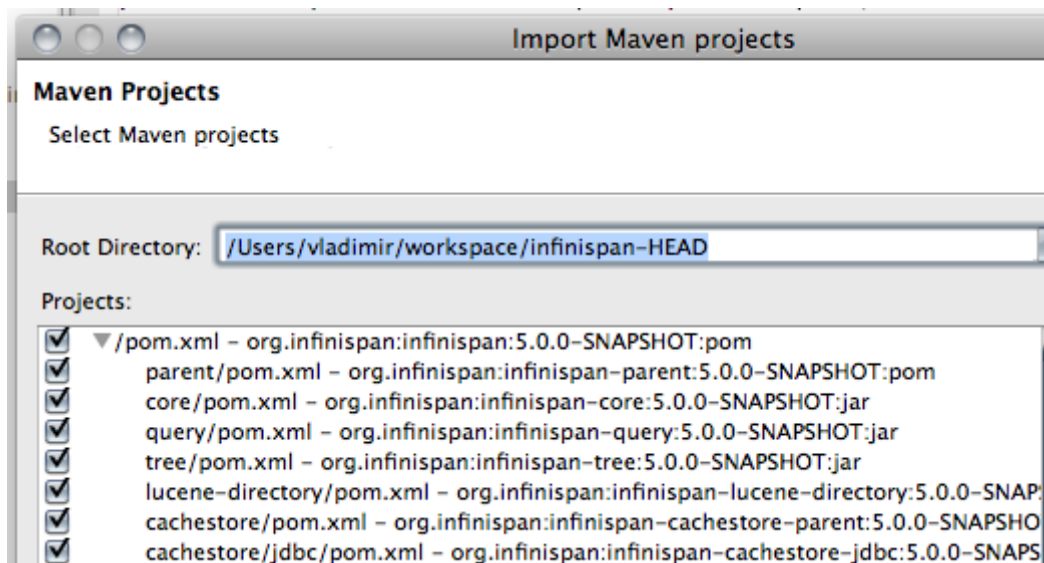 Import Maven projects
Maven Projects
Select Maven projects
Root Directory: /Users/vladimir/workspace/infinispan-HEAD
Projects:
/pom.xml – org.infinispan:infinispan:5.0.0-SNAPSHOT:pom
parent/pom.xml – org.infinispan:infinispan-parent:5.0.0-SNAPSHOT:pom
core/pom.xml – org.infinispan:infinispan-core:5.0.0-SNAPSHOT:jar
query/pom.xml – org.infinispan:infinispan-query:5.0.0-SNAPSHOT:jar
tree/pom.xml – org.infinispan:infinispan-tree:5.0.0-SNAPSHOT:jar
lucene-directory/pom.xml – org.infinispan:infinispan-lucene-directory:5.0.0-SNAP
cachestore/pom.xml – org.infinispan:infinispan-cachestore-parent:5.0.0-SNAPSHO
cachestore/jdbc/pom.xml – org.infinispan:infinispan-cachestore-jdbc:5.0.0-SNAPS